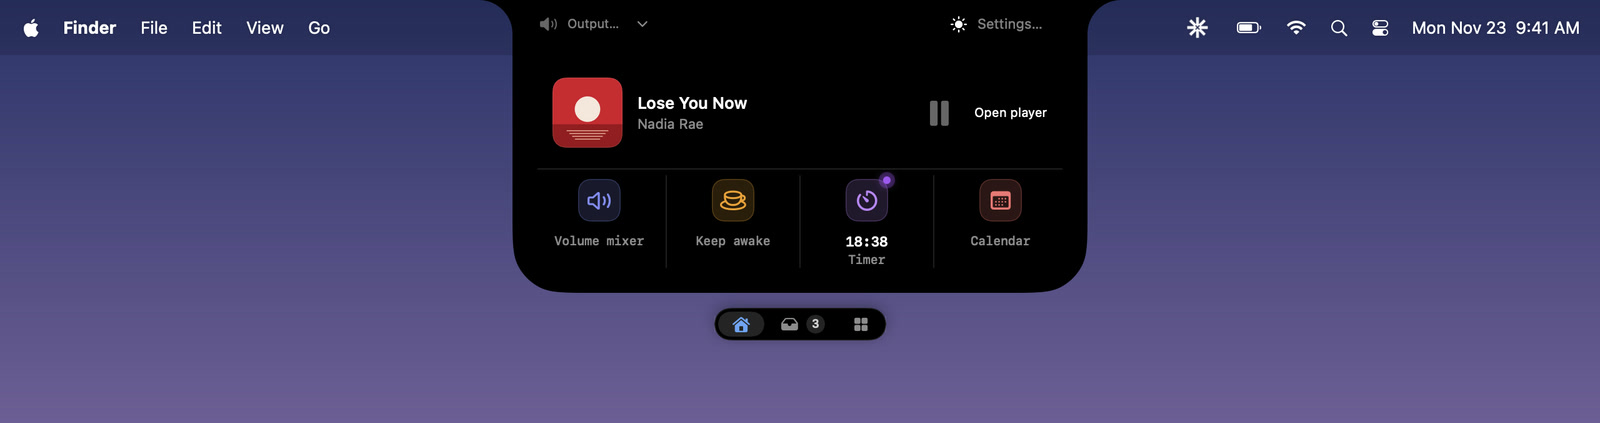 Finder File Edit View Go
Output...
Settings...
Mon Nov 23 9:41 AM
Lose You Now
Nadia Rae
Open player
Volume mixer
Keep awake
18:38
Timer
Calendar
3